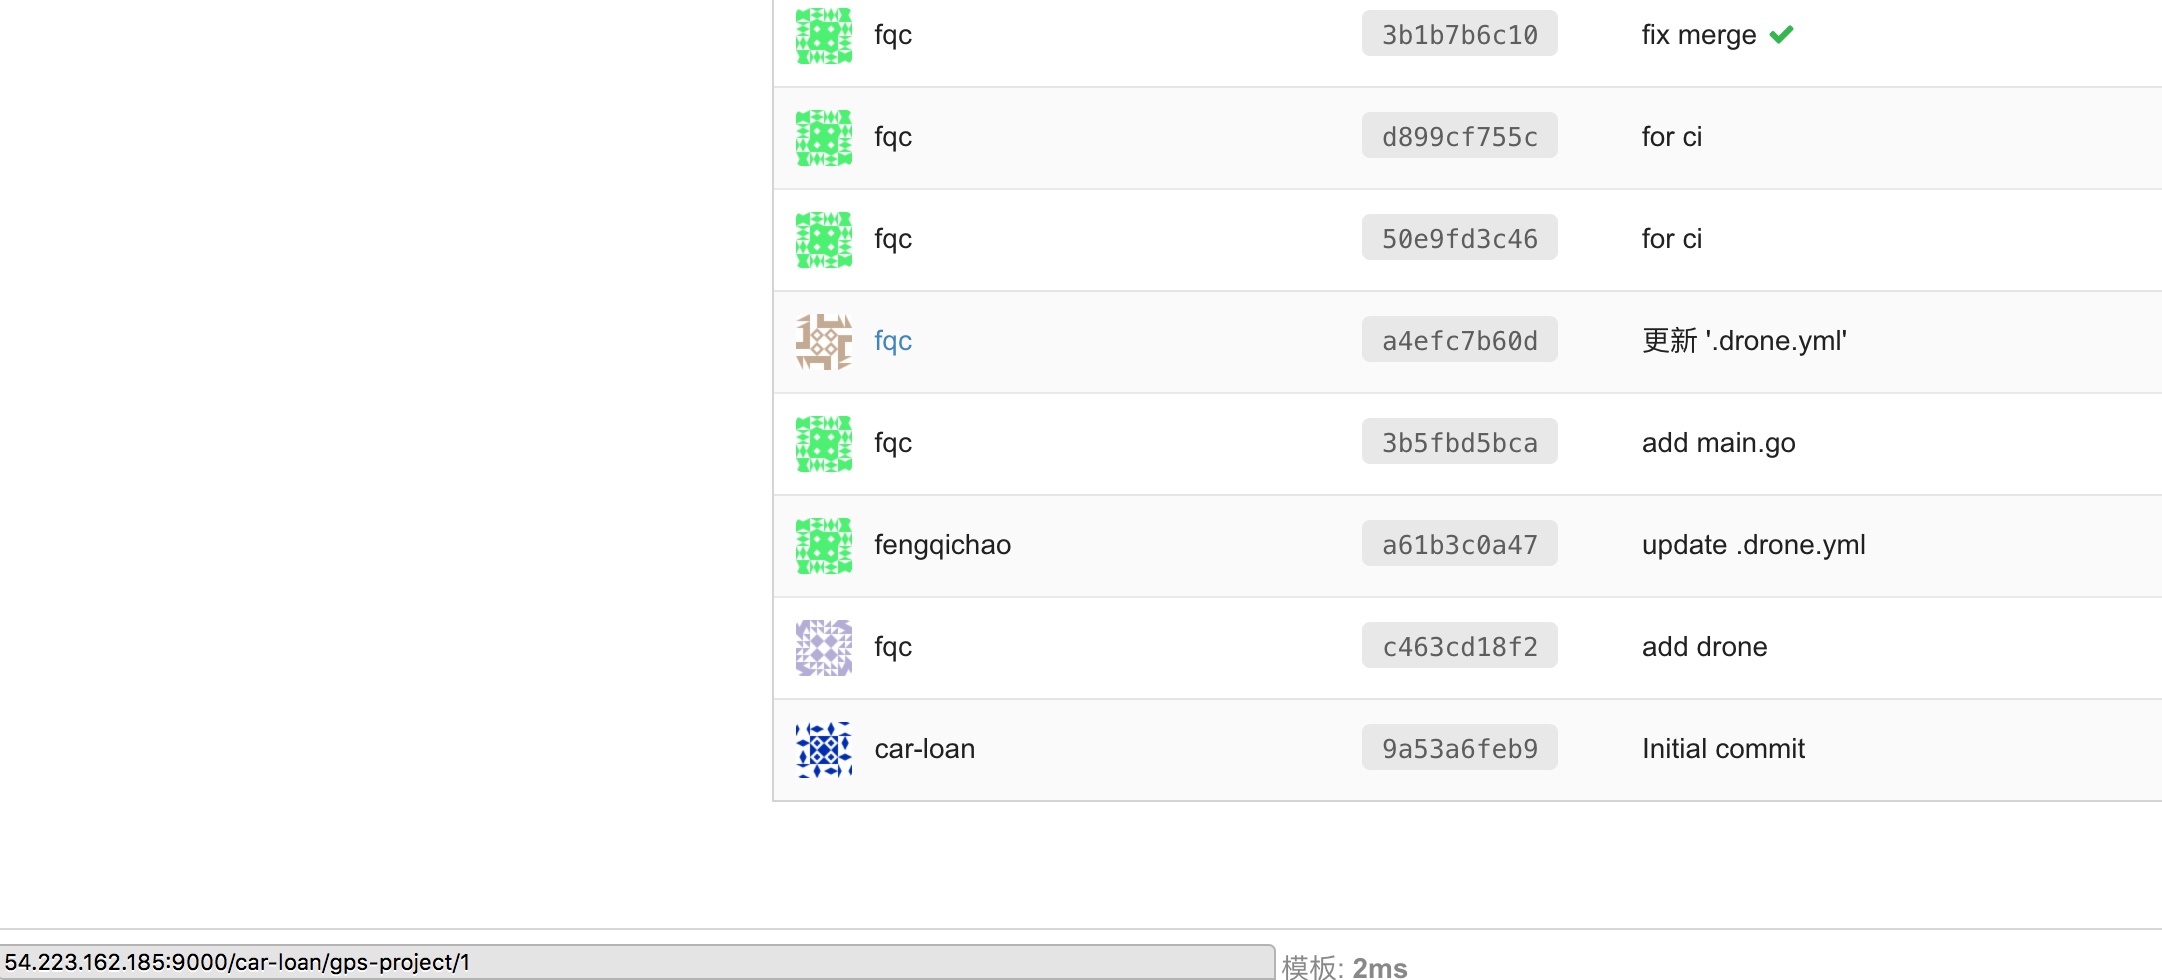 fqc 3b1b7b6c10 fix merge
fqc d899cf755c for ci
fqc 50e9fd3c46 for ci
fqc a4efc7b60d 更新 '.drone.yml'
fqc 3b5fbd5bca add main.go
fengqichao a61b3c0a47 update .drone.yml
fqc c463cd18f2 add drone
car-loan 9a53a6feb9 Initial commit
54.223.162.185:9000/car-loan/gps-project/1 模板: 2ms